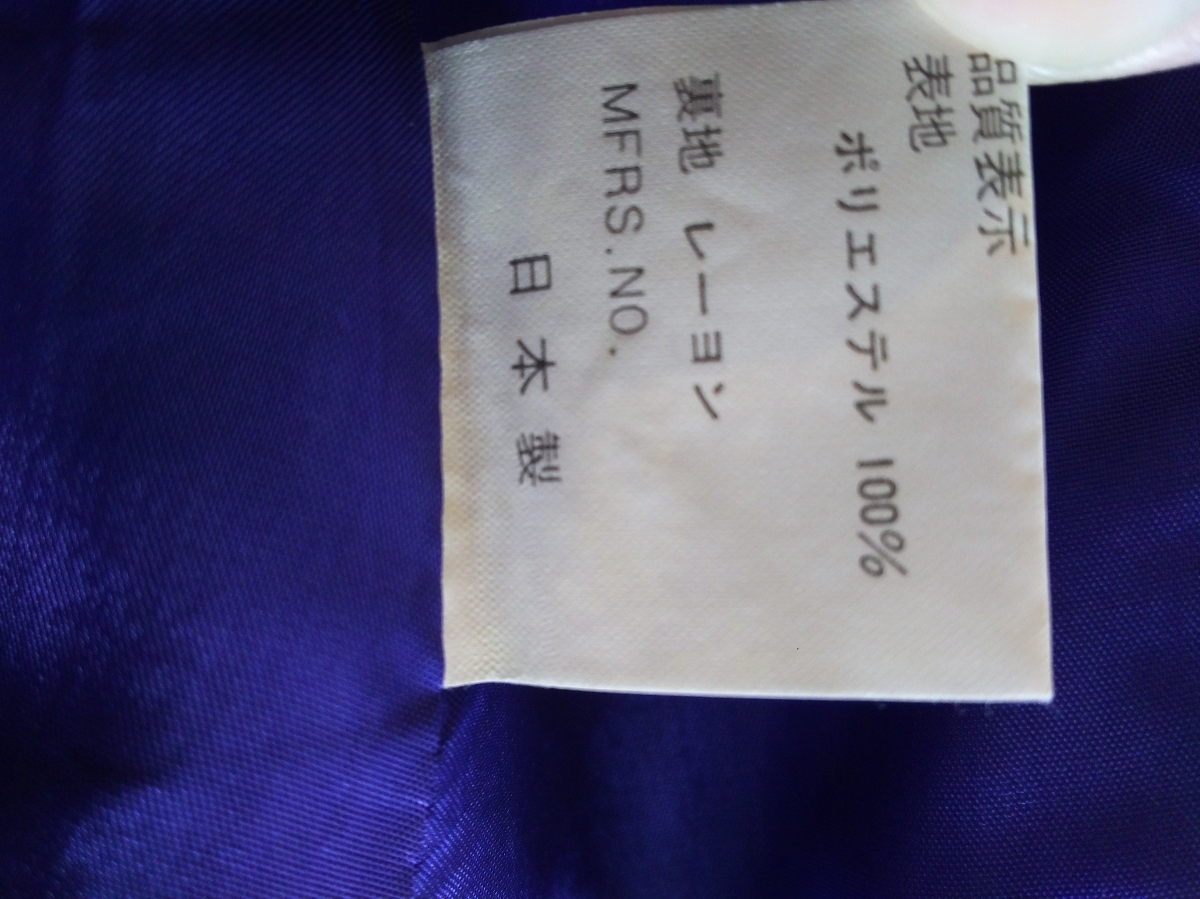 品質表示
表地
ポリエステル 100%
裏地 レーヨン
MFRS.NO.
日本製